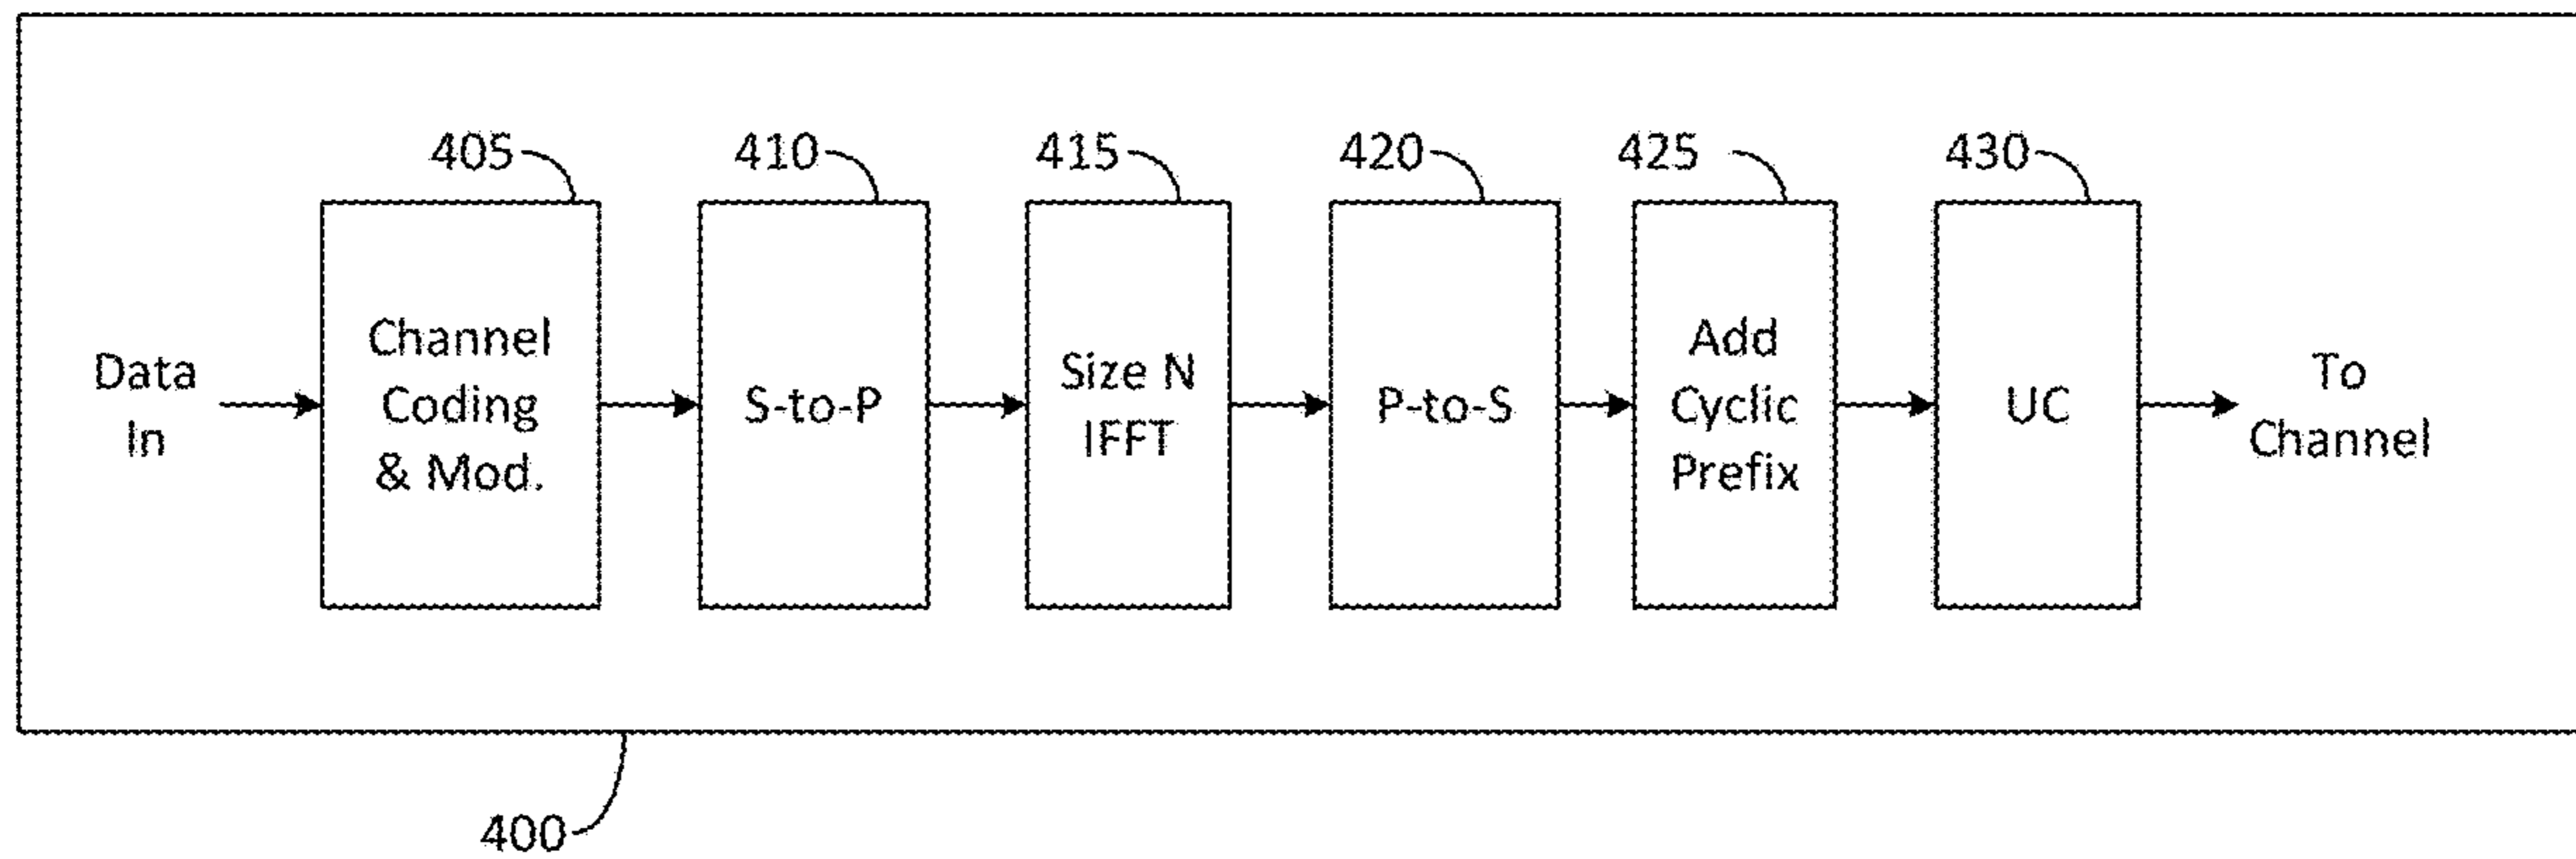 405
410
415
420
425
430
Data
In
Channel
Coding
& Mod.
S-to-P
Size N
IFFT
P-to-S
Add
Cyclic
Prefix
UC
To
Channel
400